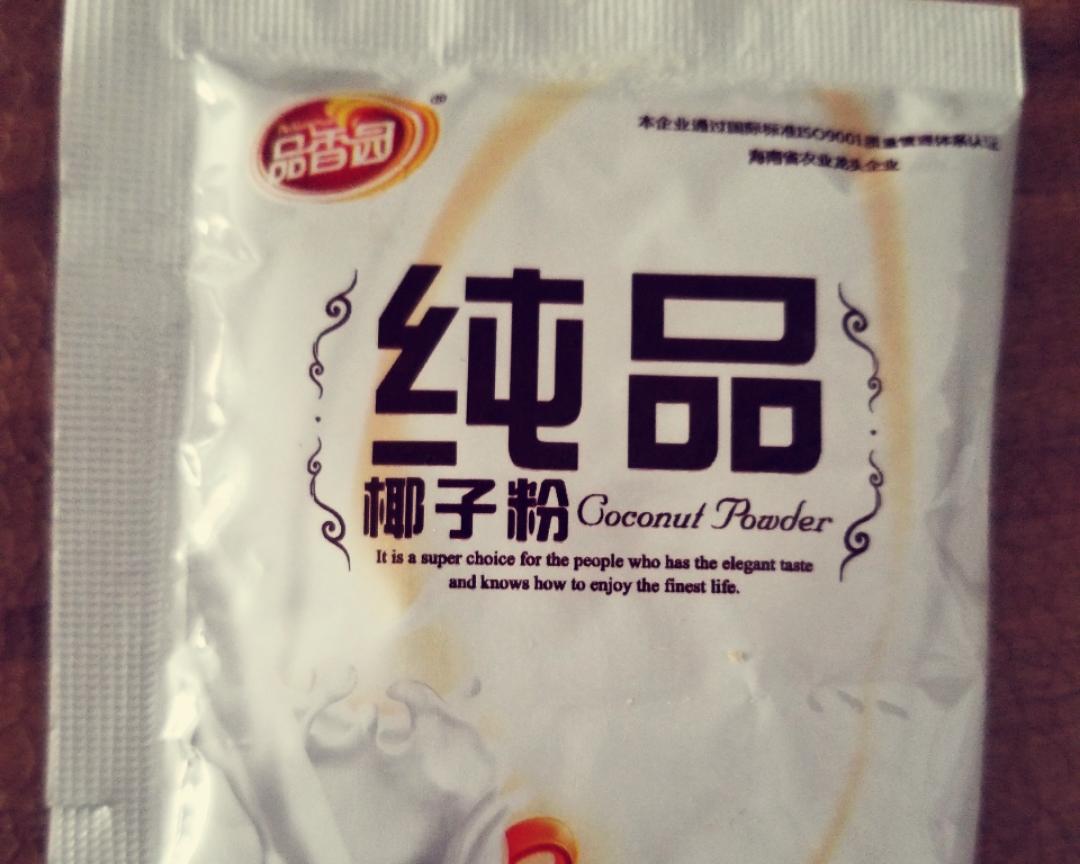 品香园
®
本企业通过国际标准ISO9001质量管理体系认证
海南省农业龙头企业
纯品
椰子粉 Coconut Powder
It is a super choice for the people who has the elegant taste
and knows how to enjoy the finest life.